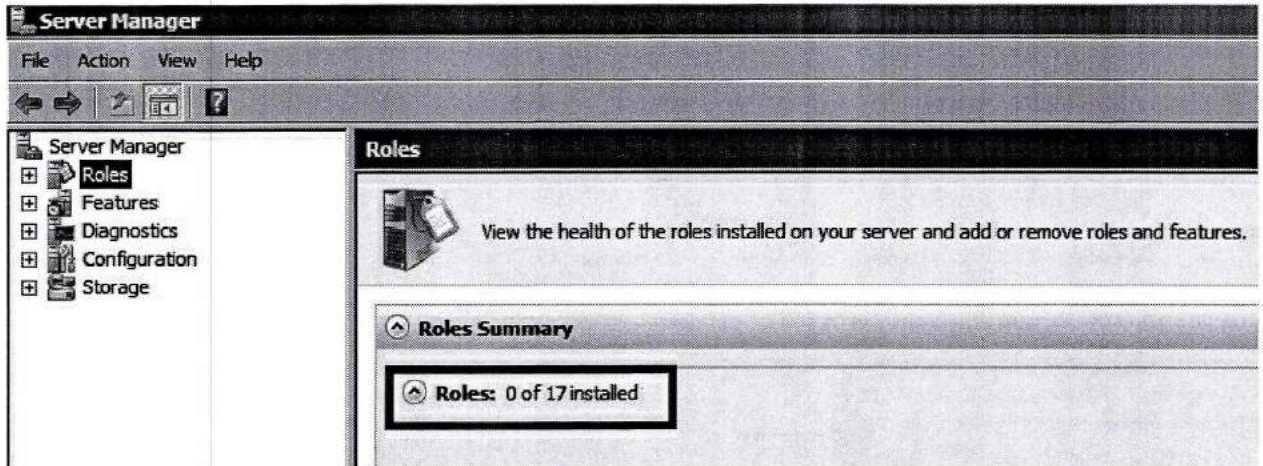 Server Manager
File Action View Help
Server Manager
Roles
Features
Diagnostics
Configuration
Storage
Roles
View the health of the roles installed on your server and add or remove roles and features.
Roles Summary
Roles: 0 of 17 installed